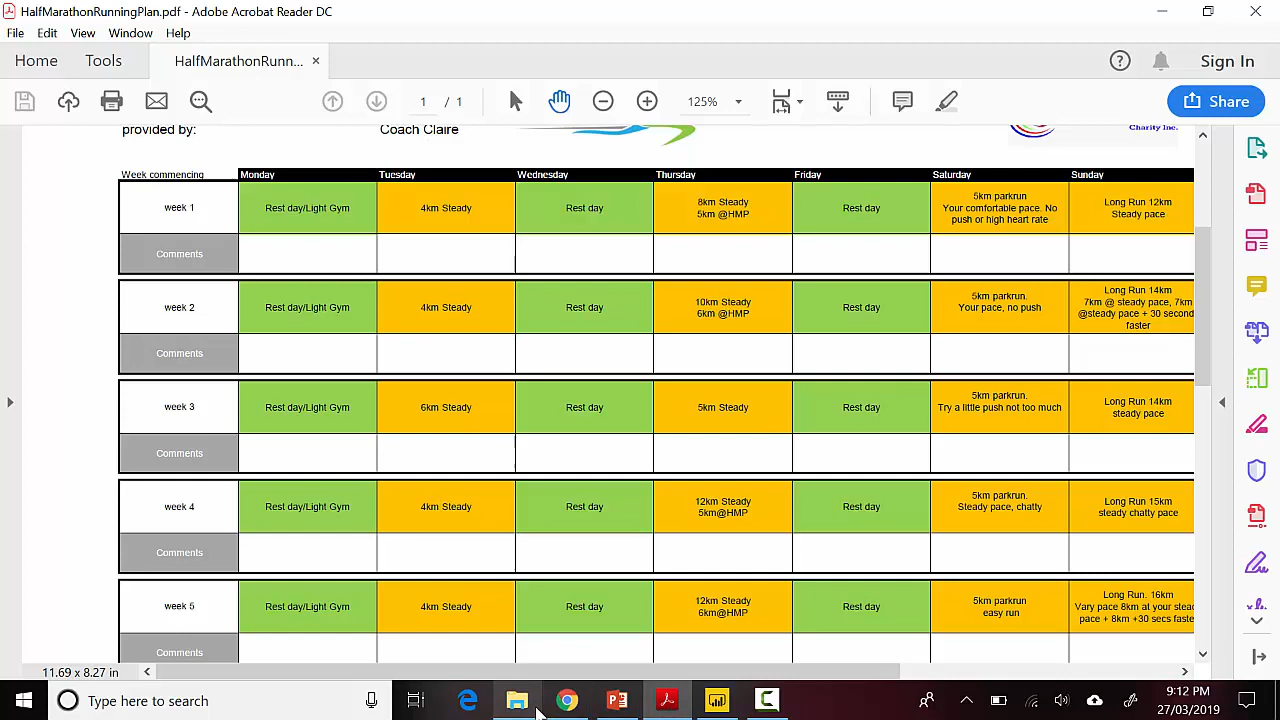 HalfMarathonRunningPlan.pdf - Adobe Acrobat Reader DC
File Edit View Window Help
Home Tools HalfMarathonRunn... × Sign In
1 / 1 125% Share
provided by: Coach Claire Charity Inc.
Week commencing Monday Tuesday Wednesday Thursday Friday Saturday Sunday
week 1
Rest day/Light Gym
4km Steady
Rest day
8km Steady
5km @HMP
Rest day
5km parkrun
Your comfortable pace. No
push or high heart rate
Long Run 12km
Steady pace
Comments
week 2
Rest day/Light Gym
4km Steady
Rest day
10km Steady
6km @HMP
Rest day
5km parkrun.
Your pace, no push
Long Run 14km
7km @ steady pace, 7km
@steady pace + 30 second
faster
Comments
week 3
Rest day/Light Gym
6km Steady
Rest day
5km Steady
Rest day
5km parkrun.
Try a little push not too much
Long Run 14km
steady pace
Comments
week 4
Rest day/Light Gym
4km Steady
Rest day
12km Steady
5km@HMP
Rest day
5km parkrun.
Steady pace, chatty
Long Run 15km
steady chatty pace
Comments
week 5
Rest day/Light Gym
4km Steady
Rest day
12km Steady
6km@HMP
Rest day
5km parkrun
easy run
Long Run. 16km
Vary pace 8km at your stead
pace + 8km +30 secs faste
Comments
11.69 x 8.27 in
Type here to search
9:12 PM
27/03/2019